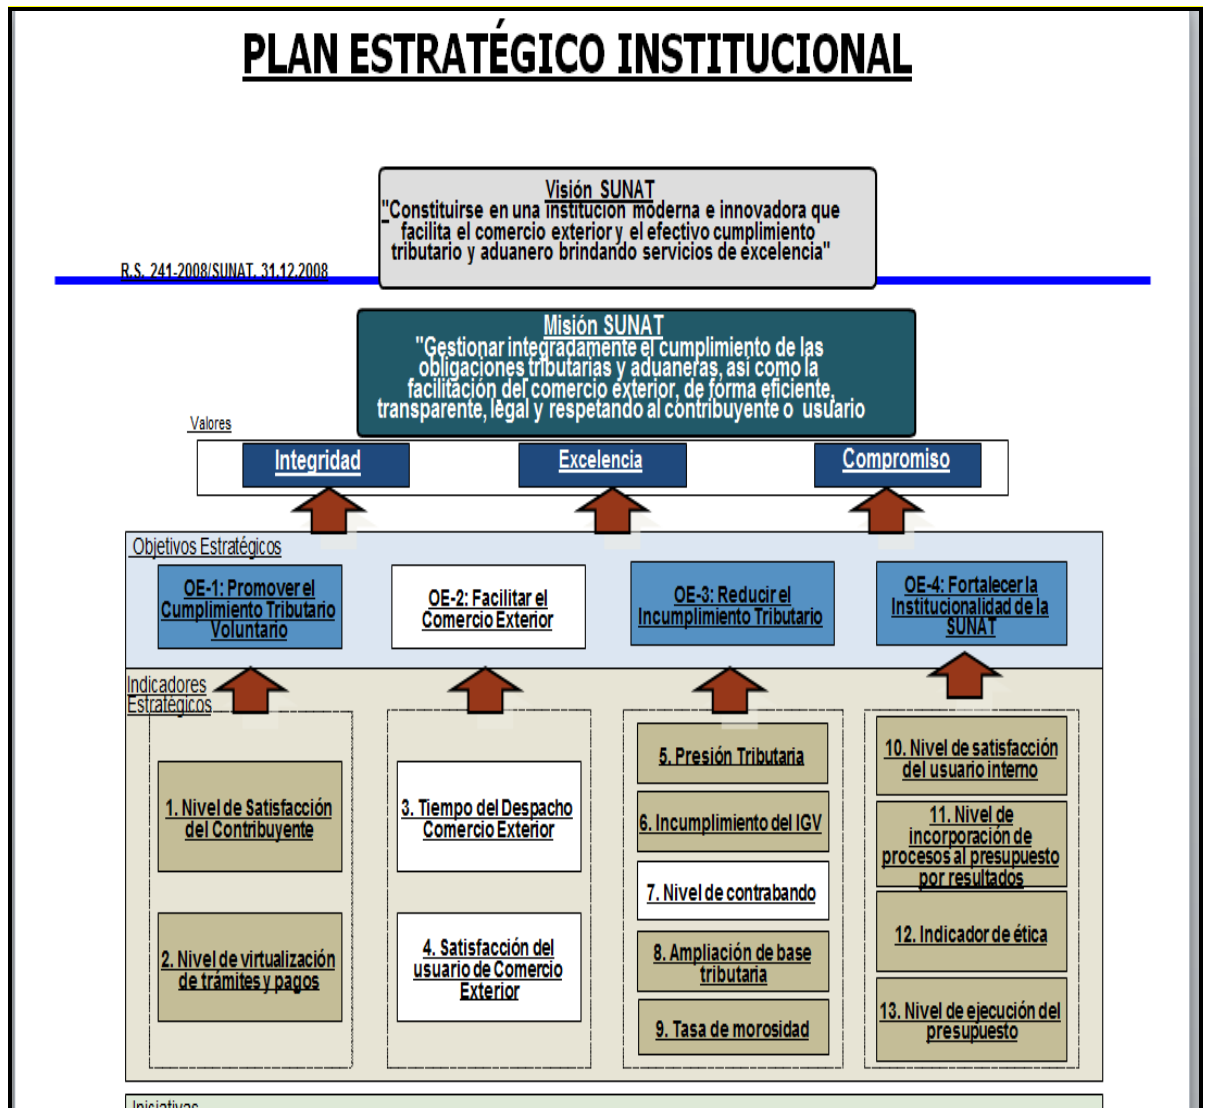 PLAN ESTRATÉGICO INSTITUCIONAL
Visión SUNAT
"Constituirse en una institución moderna e innovadora que
facilita el comercio exterior y el efectivo cumplimiento
tributario y aduanero brindando servicios de excelencia"
R.S. 241-2008/SUNAT. 31.12.2008
Misión SUNAT
"Gestionar integradamente el cumplimiento de las
obligaciones tributarias y aduaneras, así como la
facilitación del comercio exterior, de forma eficiente,
transparente, legal y respetando al contribuyente o usuario
Valores
Integridad
Excelencia
Compromiso
Objetivos Estratégicos
OE-1: Promover el
Cumplimiento Tributario
Voluntario
OE-2: Facilitar el
Comercio Exterior
OE-3: Reducir el
Incumplimiento Tributario
OE-4: Fortalecer la
Institucionalidad de la
SUNAT
Indicadores
Estratégicos
1. Nivel de Satisfacción
del Contribuyente
2. Nivel de virtualización
de trámites y pagos
3. Tiempo del Despacho
Comercio Exterior
4. Satisfacción del
usuario de Comercio
Exterior
5. Presión Tributaria
6. Incumplimiento del IGV
7. Nivel de contrabando
8. Ampliación de base
tributaria
9. Tasa de morosidad
10. Nivel de satisfacción
del usuario interno
11. Nivel de
incorporación de
procesos al presupuesto
por resultados
12. Indicador de ética
13. Nivel de ejecución del
presupuesto
Iniciativas